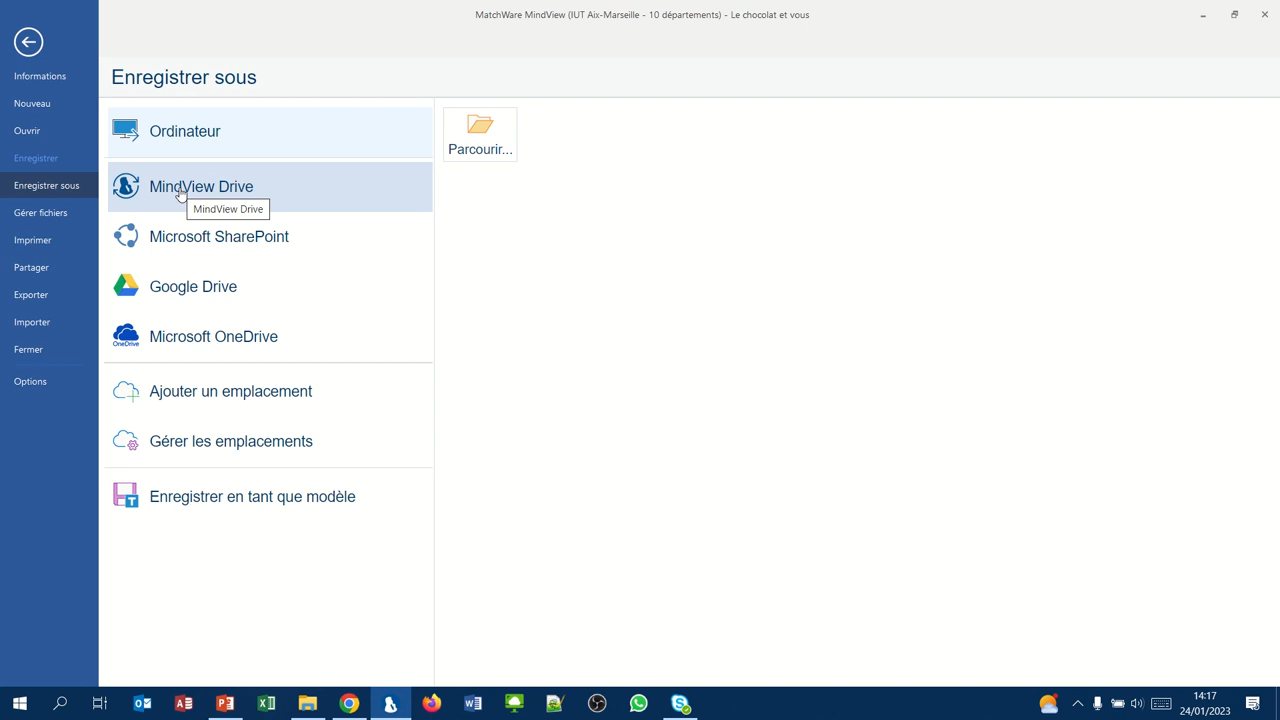 MatchWare MindView (IUT Aix-Marseille - 10 départements) - Le chocolat et vous
Informations
Nouveau
Ouvrir
Enregistrer
Enregistrer sous
Gérer fichiers
Imprimer
Partager
Exporter
Importer
Fermer
Options
Enregistrer sous
Ordinateur
MindView Drive
MindView Drive
Microsoft SharePoint
Google Drive
OneDrive
Microsoft OneDrive
Ajouter un emplacement
Gérer les emplacements
T
Enregistrer en tant que modèle
Parcourir...
14:17
24/01/2023